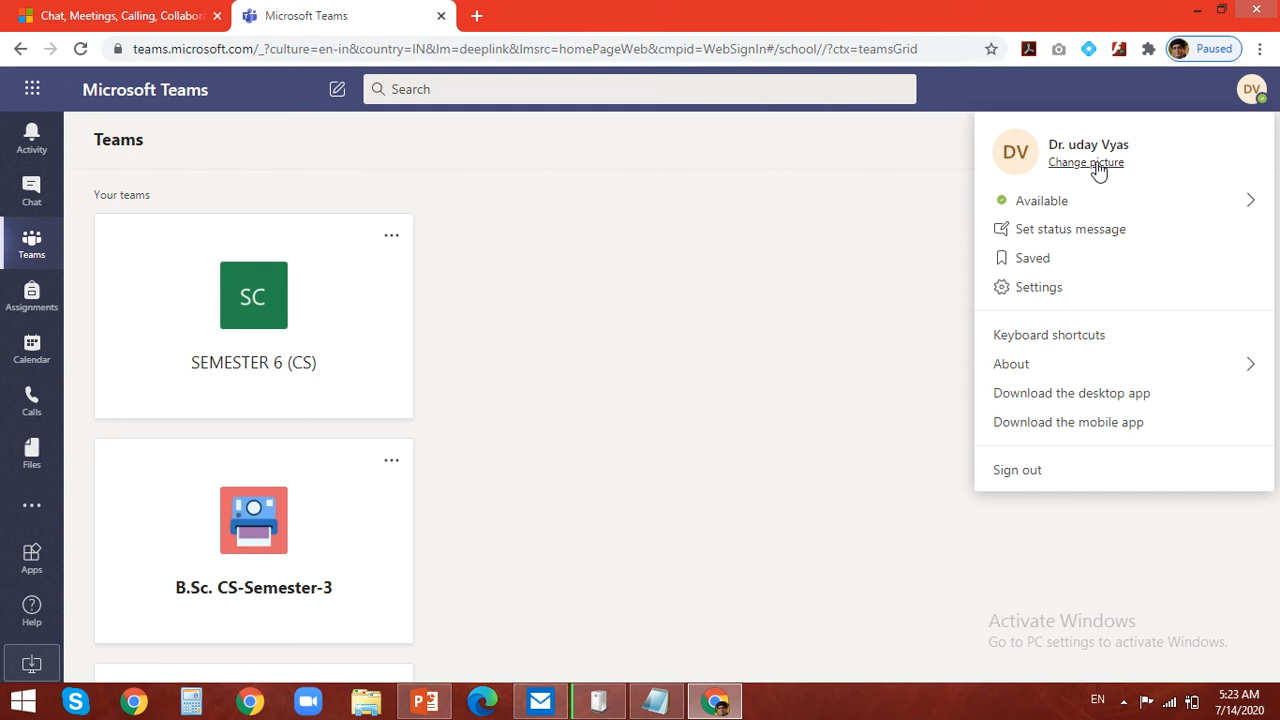 Chat, Meetings, Calling, Collabor
Microsoft Teams
teams.microsoft.com/_?culture=en-in&country=IN&lm=deeplink&lmsrc=homePageWeb&cmpid=WebSignIn#/school//?ctx=teamsGrid
Paused
Microsoft Teams
Search
DV
Activity
Chat
Teams
Assignments
Calendar
Calls
Files
Apps
Help
Teams
Your teams
SC
SEMESTER 6 (CS)
B.Sc. CS-Semester-3
DV
Dr. uday Vyas
Change picture
Available
Set status message
Saved
Settings
Keyboard shortcuts
About
Download the desktop app
Download the mobile app
Sign out
Activate Windows
Go to PC settings to activate Windows.
EN
5:23 AM
7/14/2020